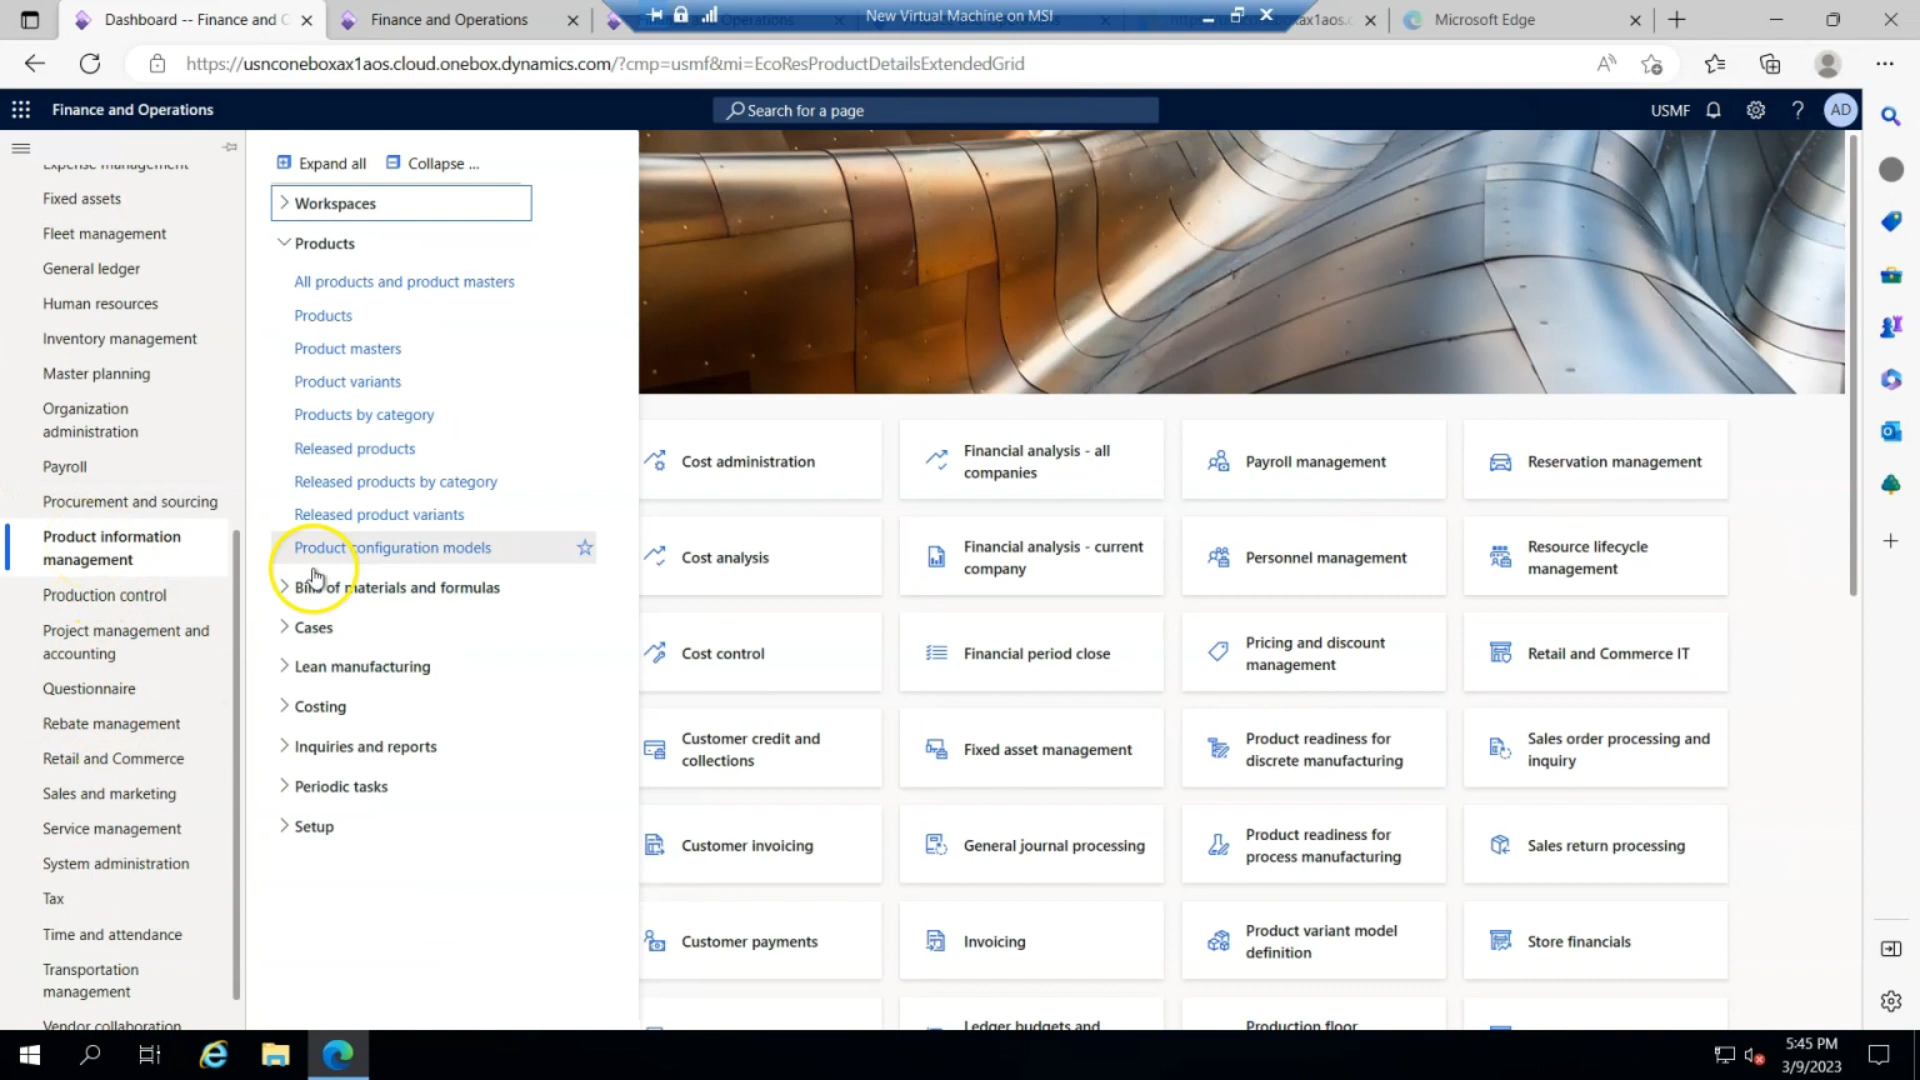 Dashboard -- Finance and O
Finance and Operations
New Virtual Machine on MSI
Microsoft Edge
https://usnconeboxax1aos.cloud.onebox.dynamics.com/?cmp=usmf&mi=EcoResProductDetailsExtendedGrid
Finance and Operations
Search for a page
USMF
?
AD
Expense management
Fixed assets
Fleet management
General ledger
Human resources
Inventory management
Master planning
Organization
administration
Payroll
Procurement and sourcing
Product information
management
Production control
Project management and
accounting
Questionnaire
Rebate management
Retail and Commerce
Sales and marketing
Service management
System administration
Tax
Time and attendance
Transportation
management
Vendor collaboration
Expand all
Collapse ...
Workspaces
Products
All products and product masters
Products
Product masters
Product variants
Products by category
Released products
Released products by category
Released product variants
Product configuration models
Bills of materials and formulas
Cases
Lean manufacturing
Costing
Inquiries and reports
Periodic tasks
Setup
Cost administration
Financial analysis - all
companies
Payroll management
Reservation management
Cost analysis
Financial analysis - current
company
Personnel management
Resource lifecycle
management
Cost control
Financial period close
Pricing and discount
management
Retail and Commerce IT
Customer credit and
collections
Fixed asset management
Product readiness for
discrete manufacturing
Sales order processing and
inquiry
Customer invoicing
General journal processing
Product readiness for
process manufacturing
Sales return processing
Customer payments
Invoicing
Product variant model
definition
Store financials
Ledger budgets and
Production floor
5:45 PM
3/9/2023